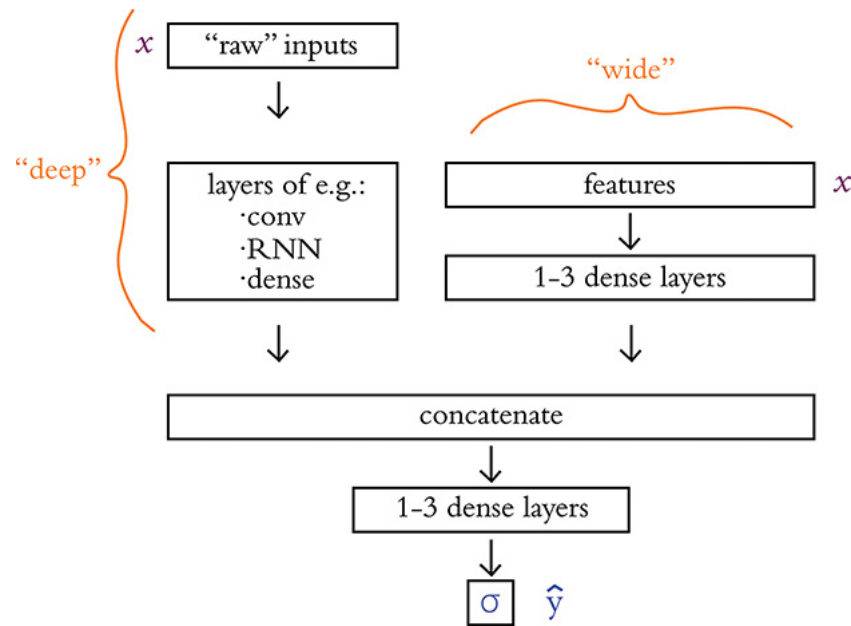 x
“raw” inputs
“wide”
“deep”
layers of e.g.:
·conv
·RNN
·dense
features
x
1–3 dense layers
concatenate
1–3 dense layers
σ
ŷ